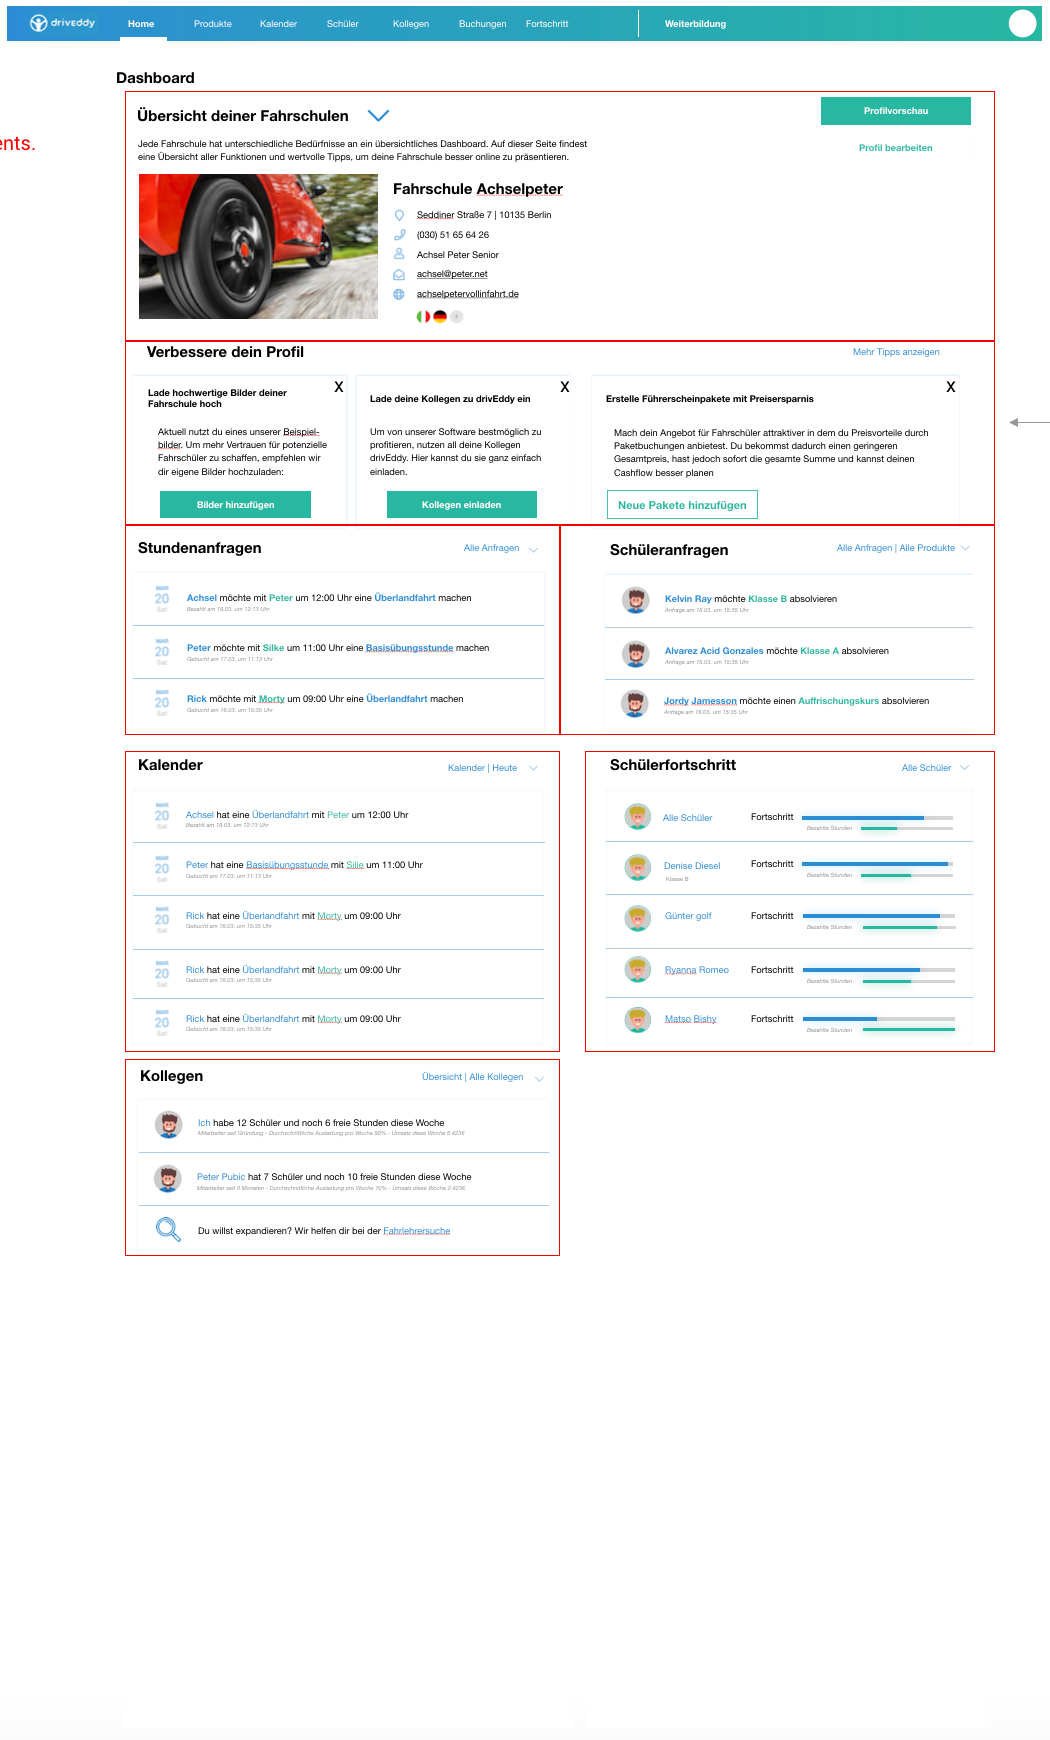 drivEddy
Home
Produkte
Kalender
Schüler
Kollegen
Buchungen
Fortschritt
Weiterbildung
Dashboard
ents.
Übersicht deiner Fahrschulen
Profilvorschau
Profil bearbeiten
Jede Fahrschule hat unterschiedliche Bedürfnisse an ein übersichtliches Dashboard. Auf dieser Seite findest
eine Übersicht aller Funktionen und wertvolle Tipps, um deine Fahrschule besser online zu präsentieren.
Fahrschule Achselpeter
Seddiner Straße 7 | 10135 Berlin
(030) 51 65 64 26
Achsel Peter Senior
achsel@peter.net
achselpetervollinfahrt.de
+
Verbessere dein Profil
Mehr Tipps anzeigen
X
Lade hochwertige Bilder deiner
Fahrschule hoch
Aktuell nutzt du eines unserer Beispiel-
bilder. Um mehr Vertrauen für potenzielle
Fahrschüler zu schaffen, empfehlen wir
dir eigene Bilder hochzuladen:
Bilder hinzufügen
X
Lade deine Kollegen zu drivEddy ein
Um von unserer Software bestmöglich zu
profitieren, nutzen all deine Kollegen
drivEddy. Hier kannst du sie ganz einfach
einladen.
Kollegen einladen
X
Erstelle Führerscheinpakete mit Preisersparnis
Mach dein Angebot für Fahrschüler attraktiver in dem du Preisvorteile durch
Paketbuchungen anbietest. Du bekommst dadurch einen geringeren
Gesamtpreis, hast jedoch sofort die gesamte Summe und kannst deinen
Cashflow besser planen
Neue Pakete hinzufügen
Stundenanfragen
Alle Anfragen
MAR
20
Sat
Achsel möchte mit Peter um 12:00 Uhr eine Überlandfahrt machen
Bezahlt am 19.03. um 12:13 Uhr
MAR
20
Sat
Peter möchte mit Silke um 11:00 Uhr eine Basisübungsstunde machen
Gebucht am 17.03. um 11:13 Uhr
MAR
20
Sat
Rick möchte mit Morty um 09:00 Uhr eine Überlandfahrt machen
Gebucht am 16.03. um 15:35 Uhr
Schüleranfragen
Alle Anfragen | Alle Produkte
Kelvin Ray möchte Klasse B absolvieren
Anfrage am 16.03. um 15:35 Uhr
Alvarez Acid Gonzales möchte Klasse A absolvieren
Anfrage am 16.03. um 15:35 Uhr
Jordy Jamesson möchte einen Auffrischungskurs absolvieren
Anfrage am 16.03. um 15:35 Uhr
Kalender
Kalender | Heute
MAR
20
Sat
Achsel hat eine Überlandfahrt mit Peter um 12:00 Uhr
Bezahlt am 19.03. um 12:13 Uhr
MAR
20
Sat
Peter hat eine Basisübungsstunde mit Silie um 11:00 Uhr
Gebucht am 17.03. um 11:13 Uhr
MAR
20
Sat
Rick hat eine Überlandfahrt mit Morty um 09:00 Uhr
Gebucht am 16.03. um 15:35 Uhr
MAR
20
Sat
Rick hat eine Überlandfahrt mit Morty um 09:00 Uhr
Gebucht am 16.03. um 15:35 Uhr
MAR
20
Sat
Rick hat eine Überlandfahrt mit Morty um 09:00 Uhr
Gebucht am 16.03. um 15:35 Uhr
Schülerfortschritt
Alle Schüler
Alle Schüler
Fortschritt
Bezahlte Stunden
Denise Diesel
Klasse B
Fortschritt
Bezahlte Stunden
Günter golf
Fortschritt
Bezahlte Stunden
Ryanna Romeo
Fortschritt
Bezahlte Stunden
Matso Bishy
Fortschritt
Bezahlte Stunden
Kollegen
Übersicht | Alle Kollegen
Ich habe 12 Schüler und noch 6 freie Stunden diese Woche
Mitarbeiter seit Gründung - Durchschnittliche Auslastung pro Woche 90% - Umsatz diese Woche 5.423€
Peter Pubic hat 7 Schüler und noch 10 freie Stunden diese Woche
Mitarbeiter seit 3 Monaten - Durchschnittliche Auslastung pro Woche 70% - Umsatz diese Woche 2.423€
Du willst expandieren? Wir helfen dir bei der Fahrlehrersuche